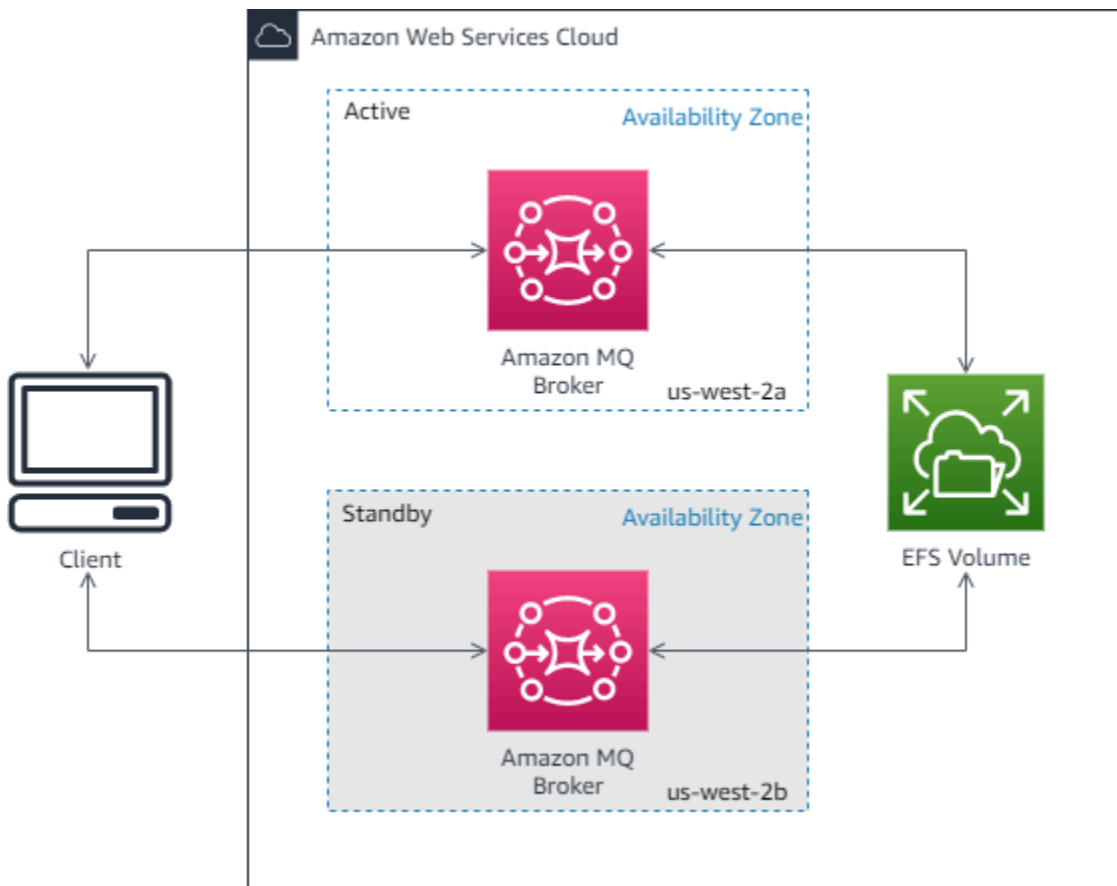 Amazon Web Services Cloud
Active
Availability Zone
Amazon MQ
Broker
us-west-2a
Client
EFS Volume
Standby
Availability Zone
Amazon MQ
Broker
us-west-2b